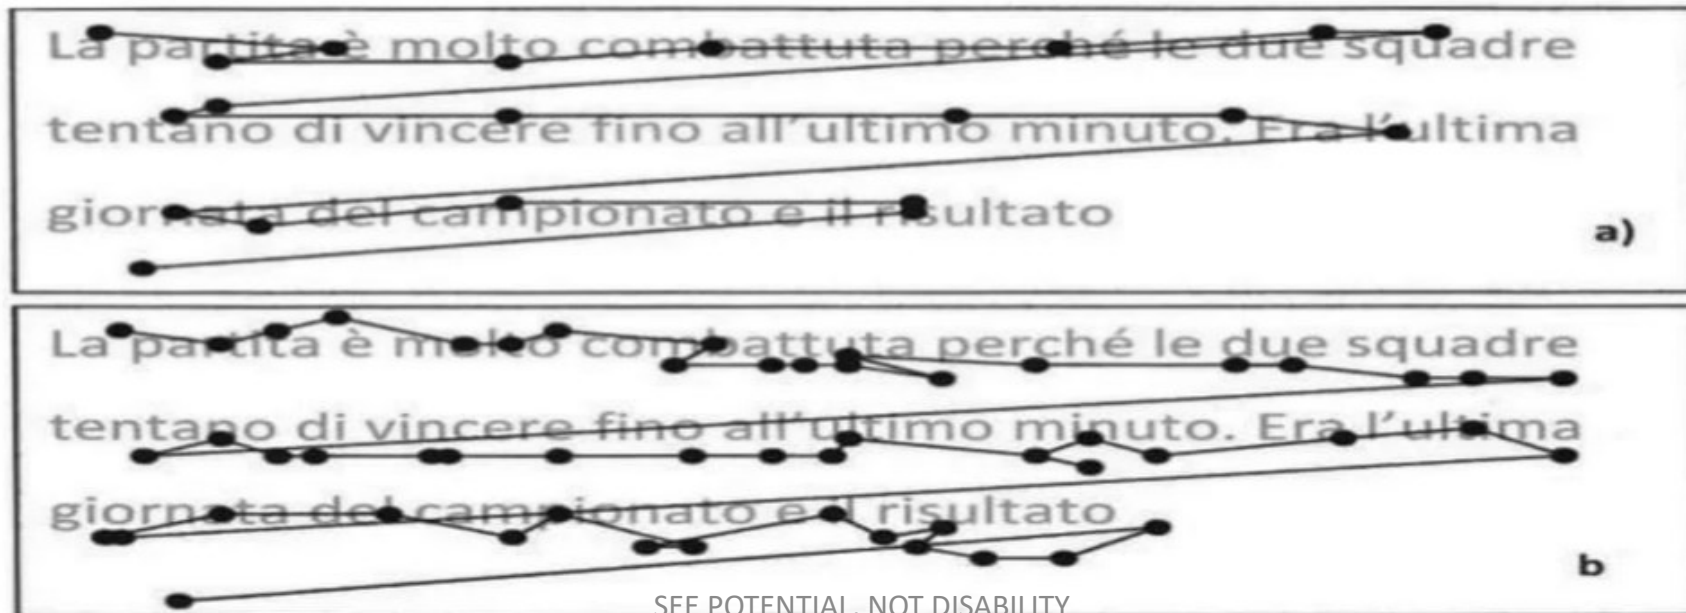 La partita è molto combattuta perché le due squadre
tentano di vincere fino all'ultimo minuto. Era l'ultima
giornata del campionato e il risultato
a)
La partita è molto combattuta perché le due squadre
tentano di vincere fino all'ultimo minuto. Era l'ultima
giornata del campionato e il risultato
b
SEE POTENTIAL, NOT DISABILITY